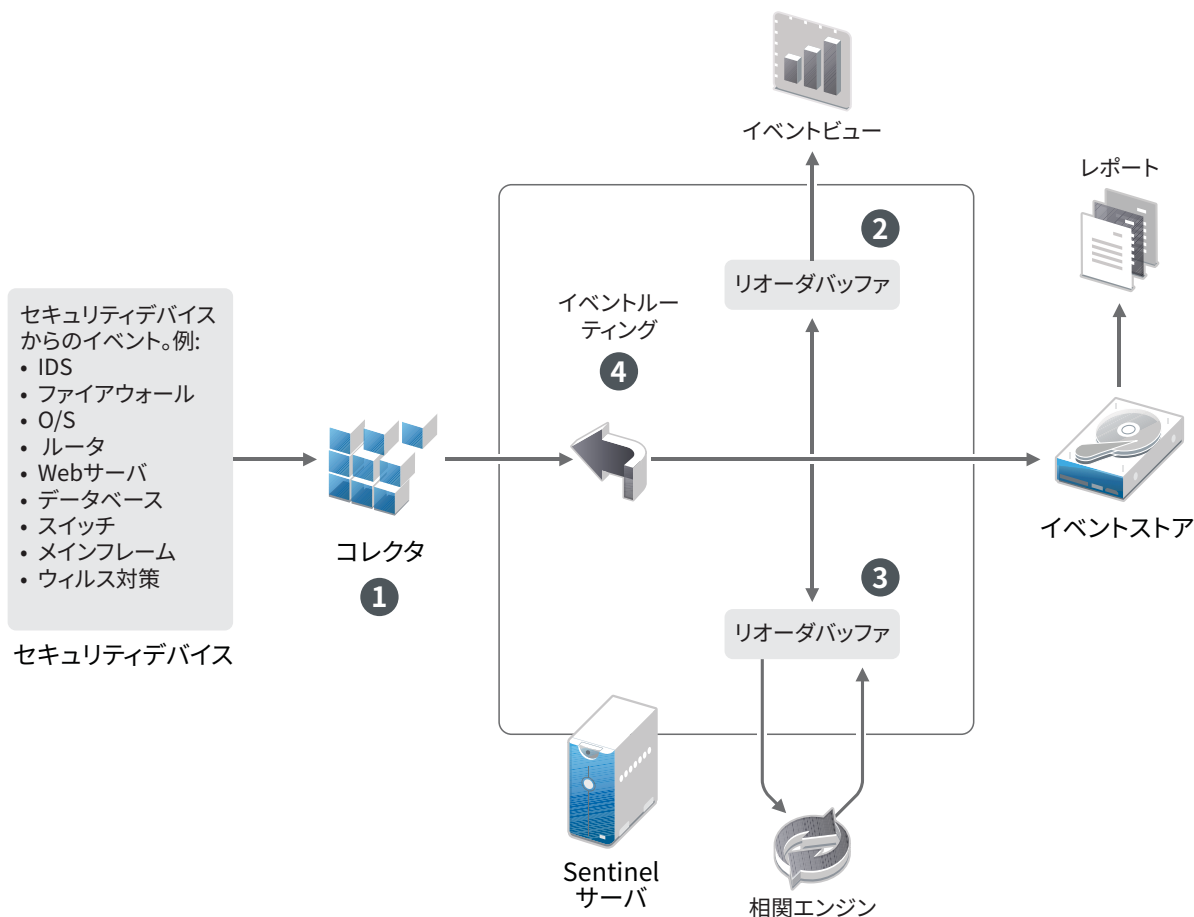 イベントビュー
レポート
2
リオーダバッファ
イベントルー
ティング
4
セキュリティデバイス
からのイベント。例:
• IDS
• ファイアウォール
• O/S
• ルータ
• Webサーバ
• データベース
• スイッチ
• メインフレーム
• ウィルス対策
セキュリティデバイス
コレクタ
1
イベントストア
3
リオーダバッファ
Sentinel
サーバ
相関エンジン